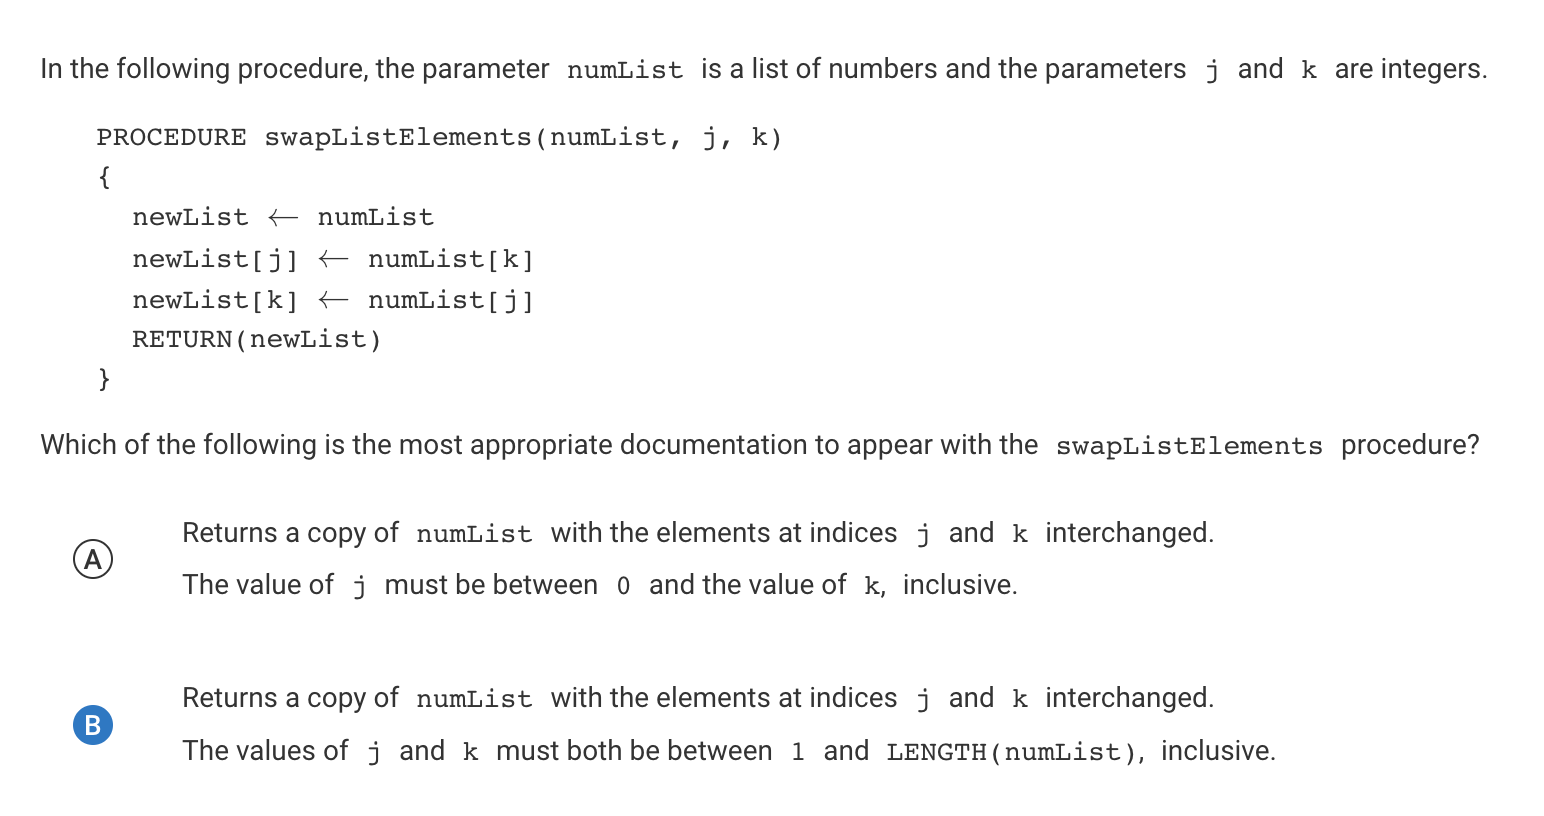 In the following procedure, the parameter numList is a list of numbers and the parameters j and k are integers.
PROCEDURE swapListElements(numList, j, k)
{
newList ← numList
newList[j] ← numList[k]
newList[k] ← numList[j]
RETURN(newList)
}
Which of the following is the most appropriate documentation to appear with the swapListElements procedure?
A Returns a copy of numList with the elements at indices j and k interchanged.
The value of j must be between 0 and the value of k, inclusive.
B Returns a copy of numList with the elements at indices j and k interchanged.
The values of j and k must both be between 1 and LENGTH(numList), inclusive.